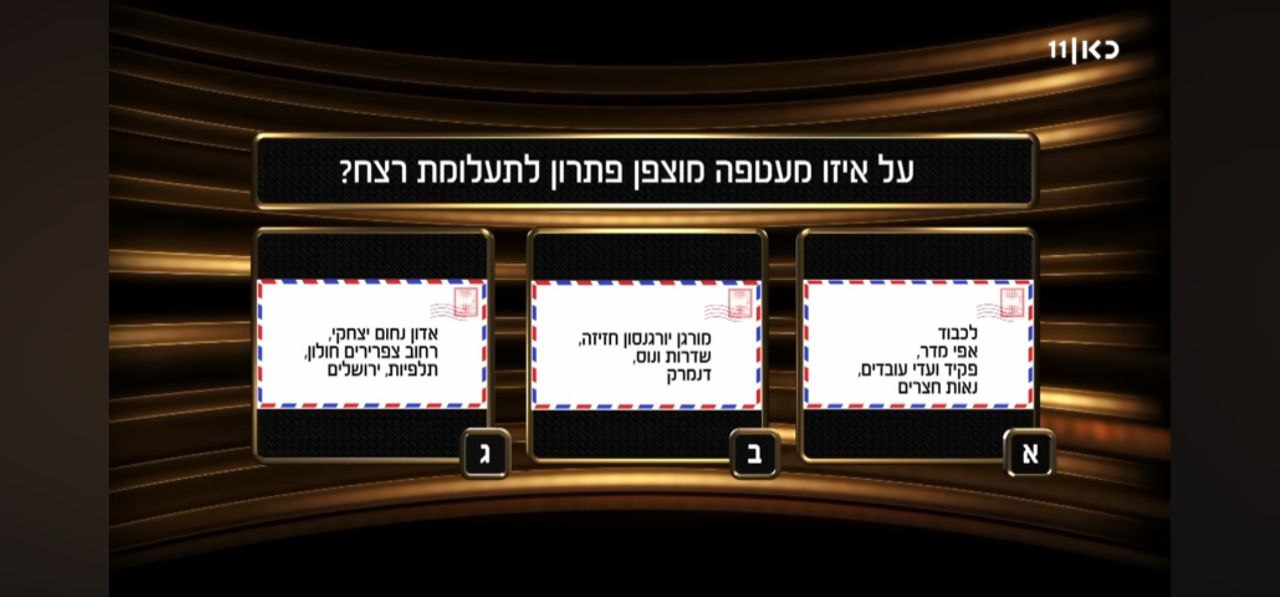 כאן 11
על איזו מעטפה מוצפן פתרון לתעלומת רצח?
לכבוד
אפי מדר,
פקיד ועדי עובדים,
נאות חצרים
א
מורגן יורגנסון חזיזה,
שדרות ונוס,
דנמרק
ב
אדון נחום יצחקי,
רחוב צפרירים חולון,
תלפיות, ירושלים
ג